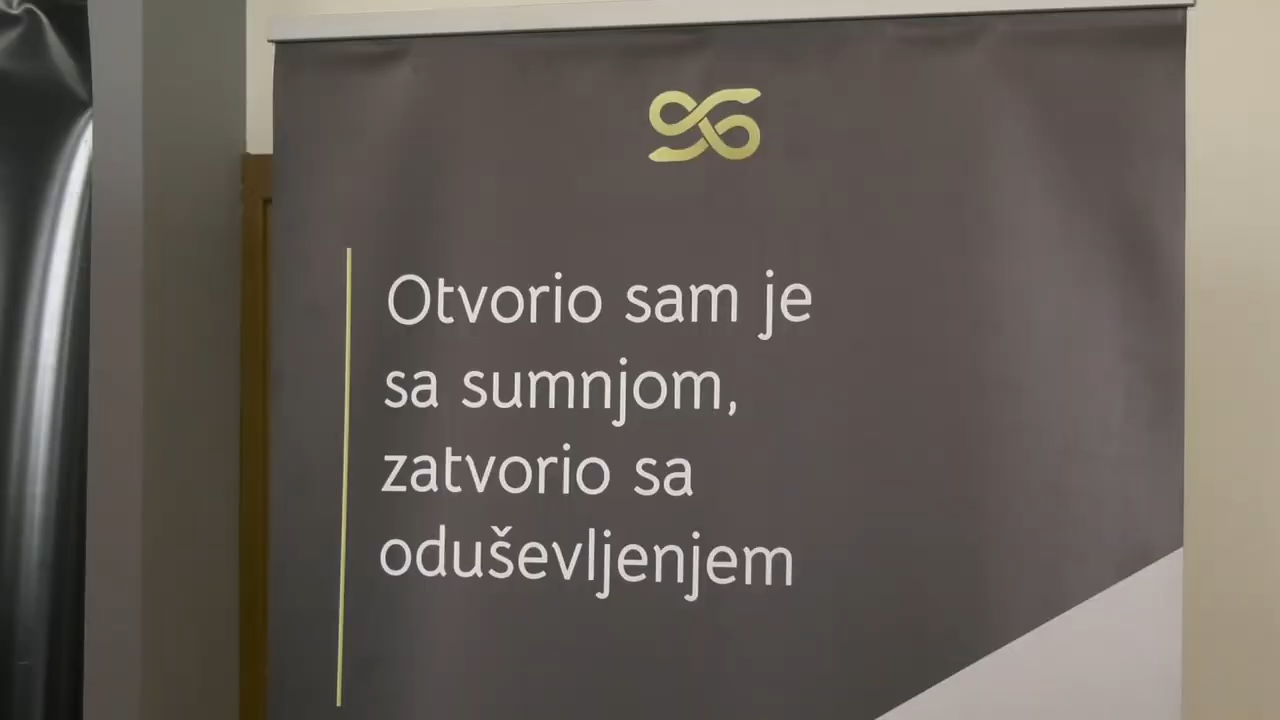 Otvorio sam je
sa sumnjom,
zatvorio sa
oduševljenjem